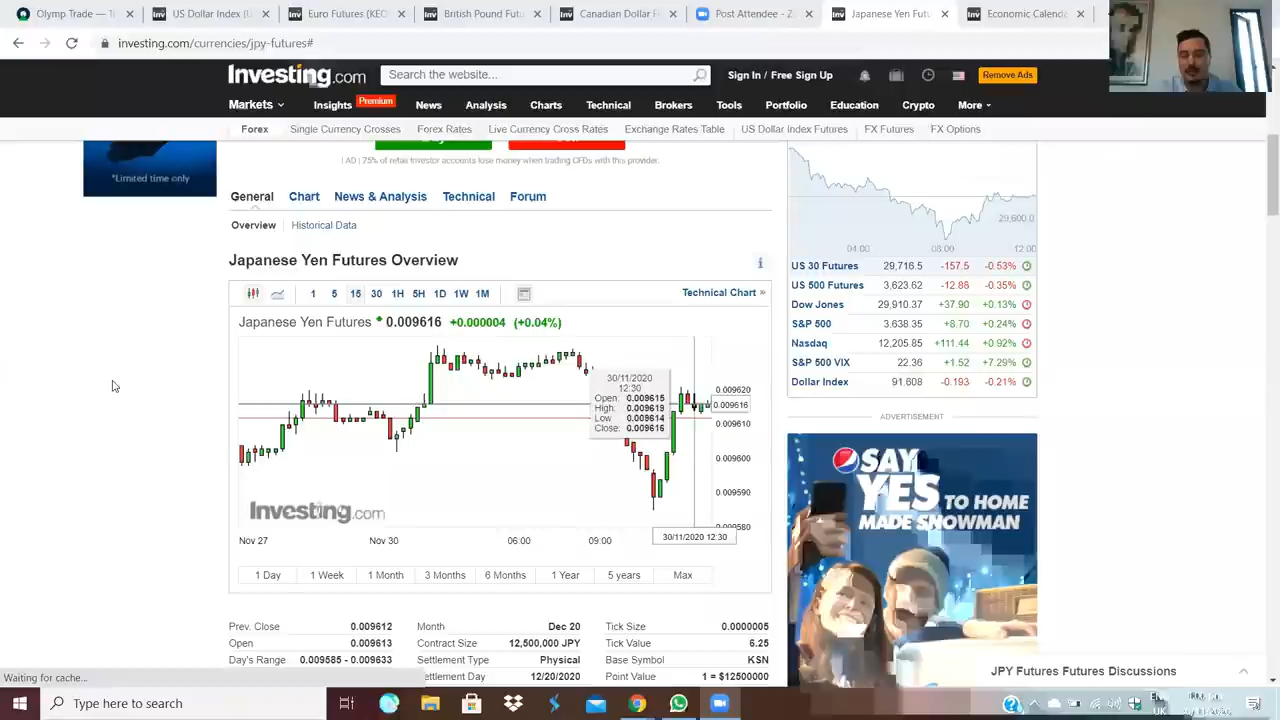 Olymp Trade — Ti
US Dollar Index (U
Euro Futures (KEO
British Pound Futu
Canadian Dollar F
Post Attendee - Z
Japanese Yen Futu
Economic Calenda
investing.com/currencies/jpy-futures#
Investing.com
Search the website...
Sign In / Free Sign Up
Remove Ads
Markets
Insights
Premium
News
Analysis
Charts
Technical
Brokers
Tools
Portfolio
Education
Crypto
More
Forex
Single Currency Crosses
Forex Rates
Live Currency Cross Rates
Exchange Rates Table
US Dollar Index Futures
FX Futures
FX Options
| AD | 75% of retail investor accounts lose money when trading CFDs with this provider.
*Limited time only
General
Chart
News & Analysis
Technical
Forum
Overview
Historical Data
Japanese Yen Futures Overview
1 5 15 30 1H 5H 1D 1W 1M
Technical Chart »
Japanese Yen Futures 0.009616 +0.000004 (+0.04%)
30/11/2020
12:30
Open: 0.009615
High: 0.009619
Low: 0.009614
Close: 0.009616
0.009620
0.009616
0.009610
0.009600
0.009590
0.009580
Investing.com
Nov 27
Nov 30
06:00
09:00
30/11/2020 12:30
1 Day
1 Week
1 Month
3 Months
6 Months
1 Year
5 years
Max
Prev. Close 0.009612
Month Dec 20
Tick Size 0.0000005
Open 0.009613
Contract Size 12,500,000 JPY
Tick Value 6.25
Day's Range 0.009585 - 0.009633
Settlement Type Physical
Base Symbol KSN
ettlement Day 12/20/2020
Point Value 1 = $12500000
29,600.0
04:00
08:00
12:00
US 30 Futures 29,716.5 -157.5 -0.53%
US 500 Futures 3,623.62 -12.88 -0.35%
Dow Jones 29,910.37 +37.90 +0.13%
S&P 500 3,638.35 +8.70 +0.24%
Nasdaq 12,205.85 +111.44 +0.92%
S&P 500 VIX 22.36 +1.52 +7.29%
Dollar Index 91.608 -0.193 -0.21%
ADVERTISEMENT
SAY
YES TO HOME
MADE SNOWMAN
JPY Futures Futures Discussions
Waiting for cache...
Type here to search
UK